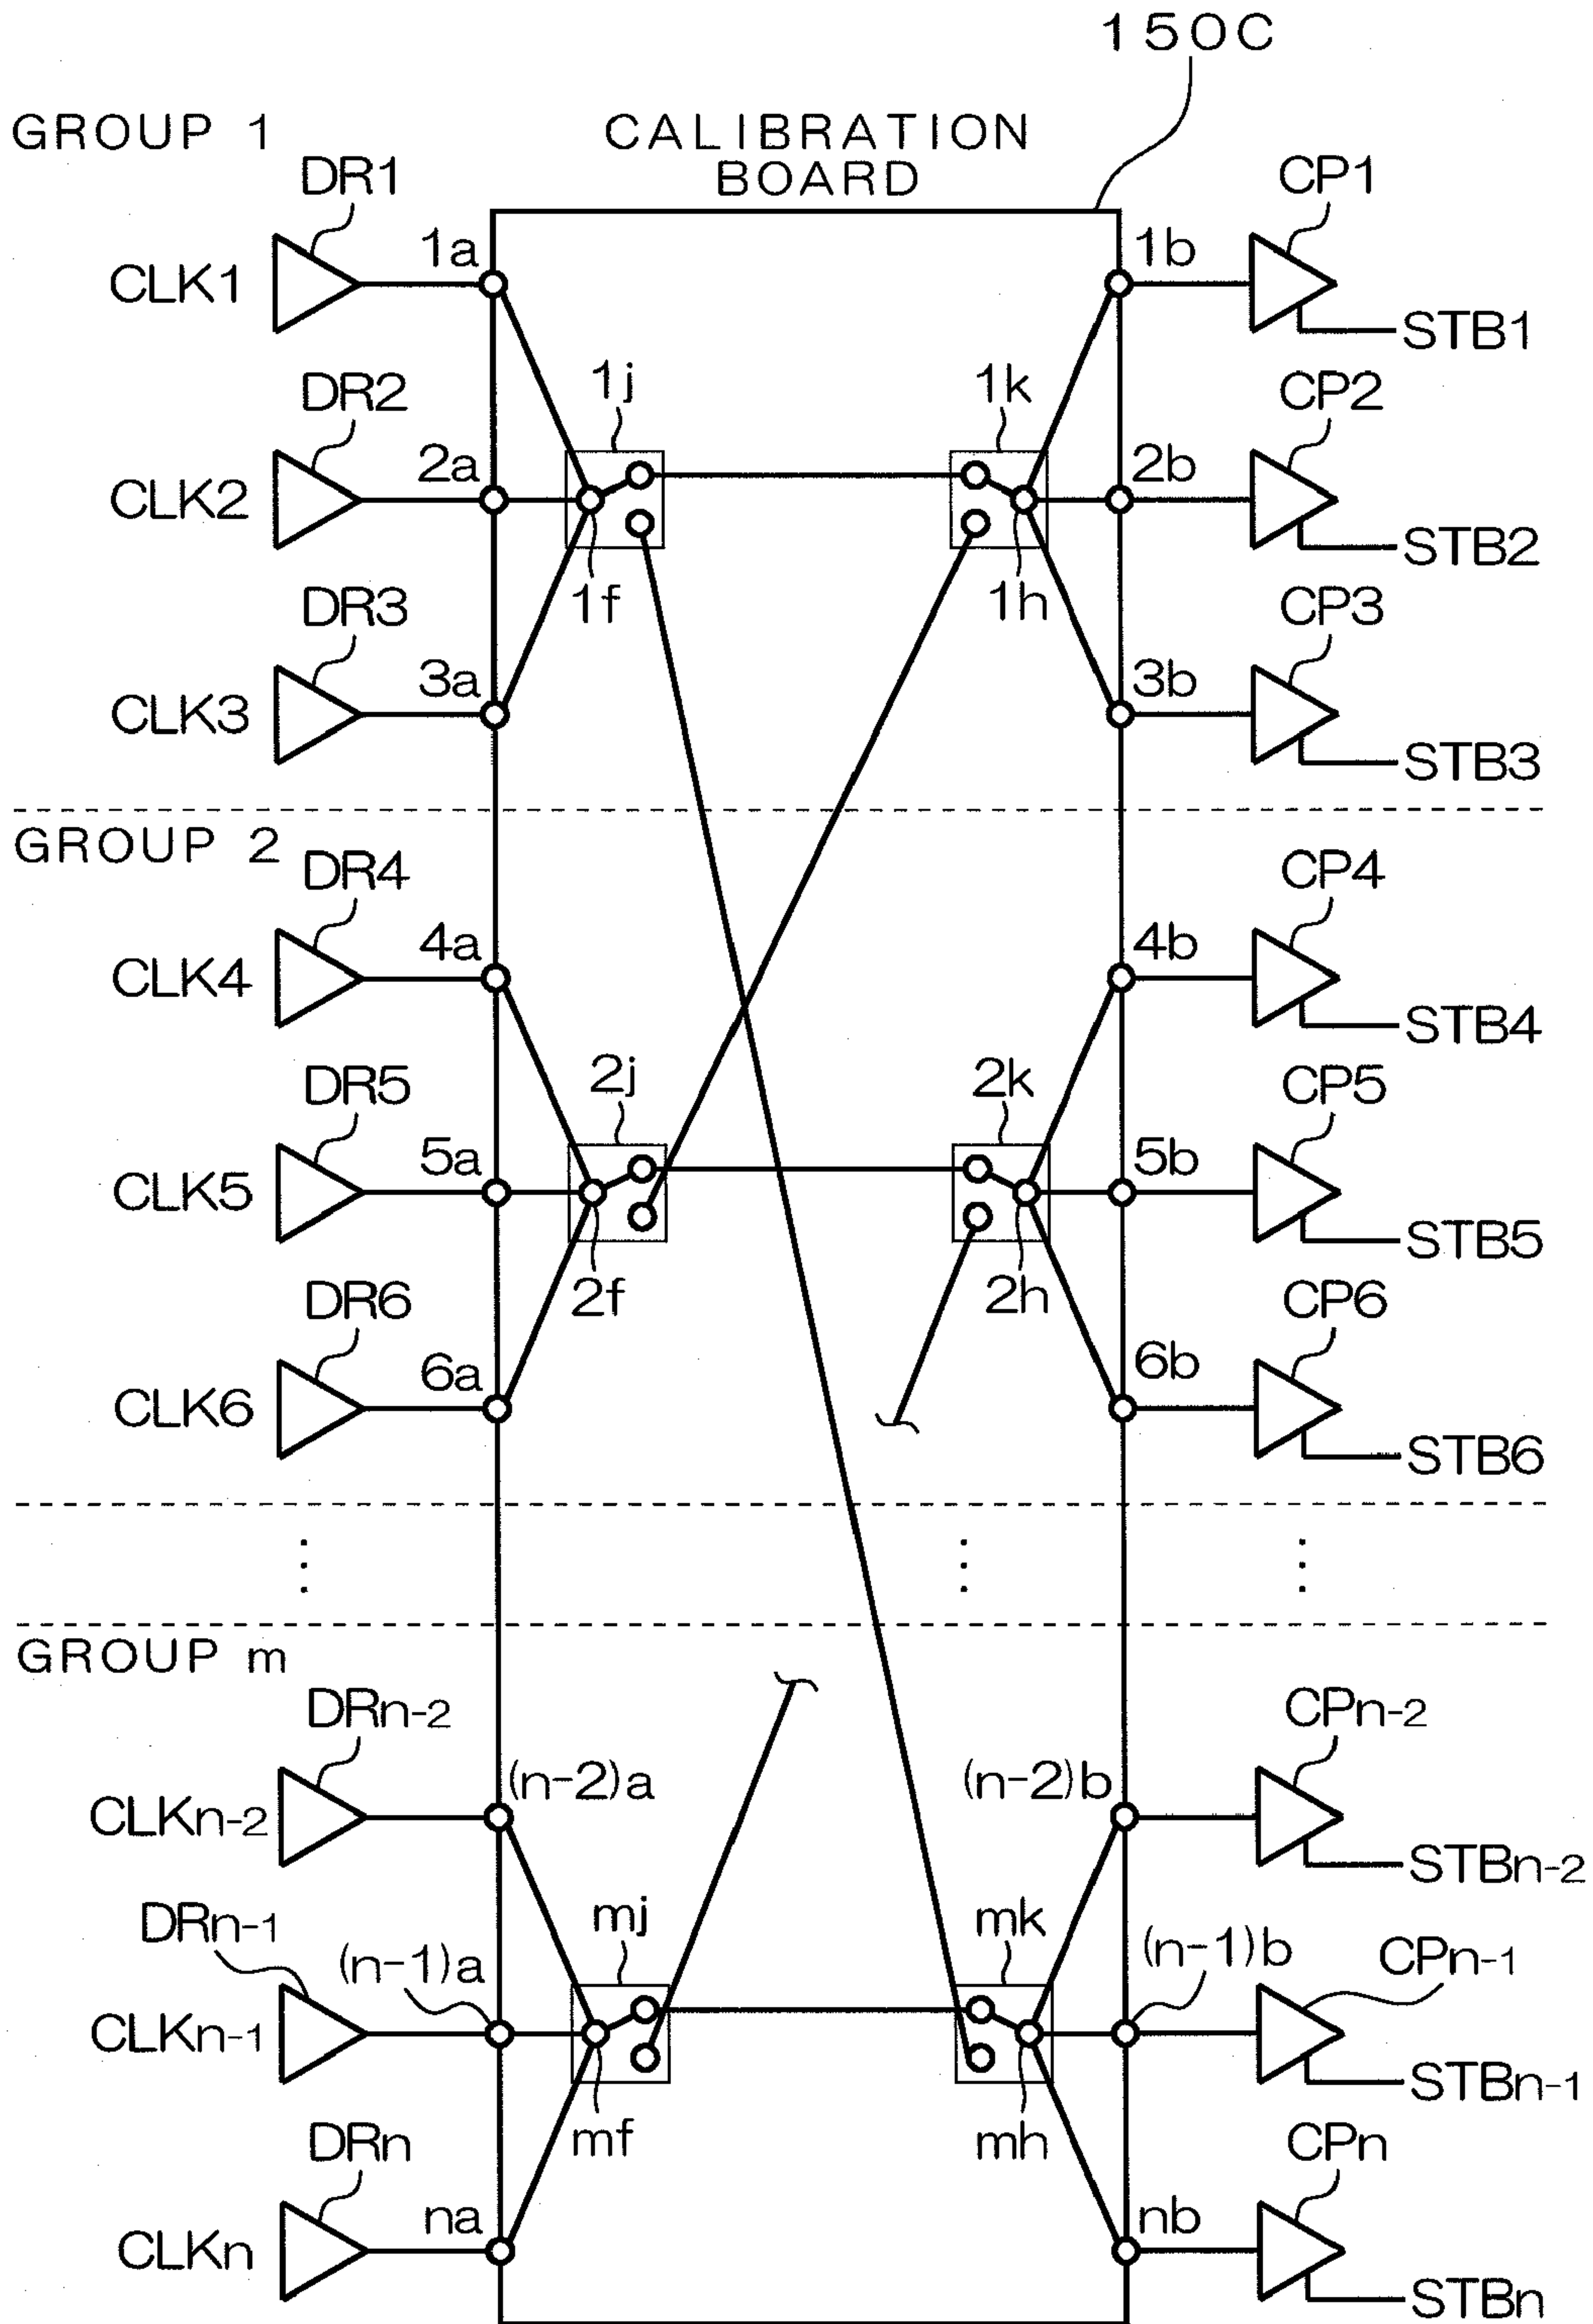 150C
GROUP 1
CALIBRATION
BOARD
DR1
CP1
CLK1
1a
1b
STB1
DR2
1j
1k
CP2
CLK2
2a
2b
STB2
DR3
1f
1h
CP3
CLK3
3a
3b
STB3
GROUP 2
DR4
CP4
CLK4
4a
4b
STB4
DR5
2j
2k
CP5
CLK5
5a
5b
STB5
DR6
2f
2h
CP6
CLK6
6a
6b
STB6
GROUP m
DRn-2
CPn-2
CLKn-2
(n-2)a
(n-2)b
STBn-2
DRn-1
mj
mk
CPn-1
(n-1)a
(n-1)b
CLKn-1
STBn-1
DRn
mf
mh
CPn
CLKn
na
nb
STBn